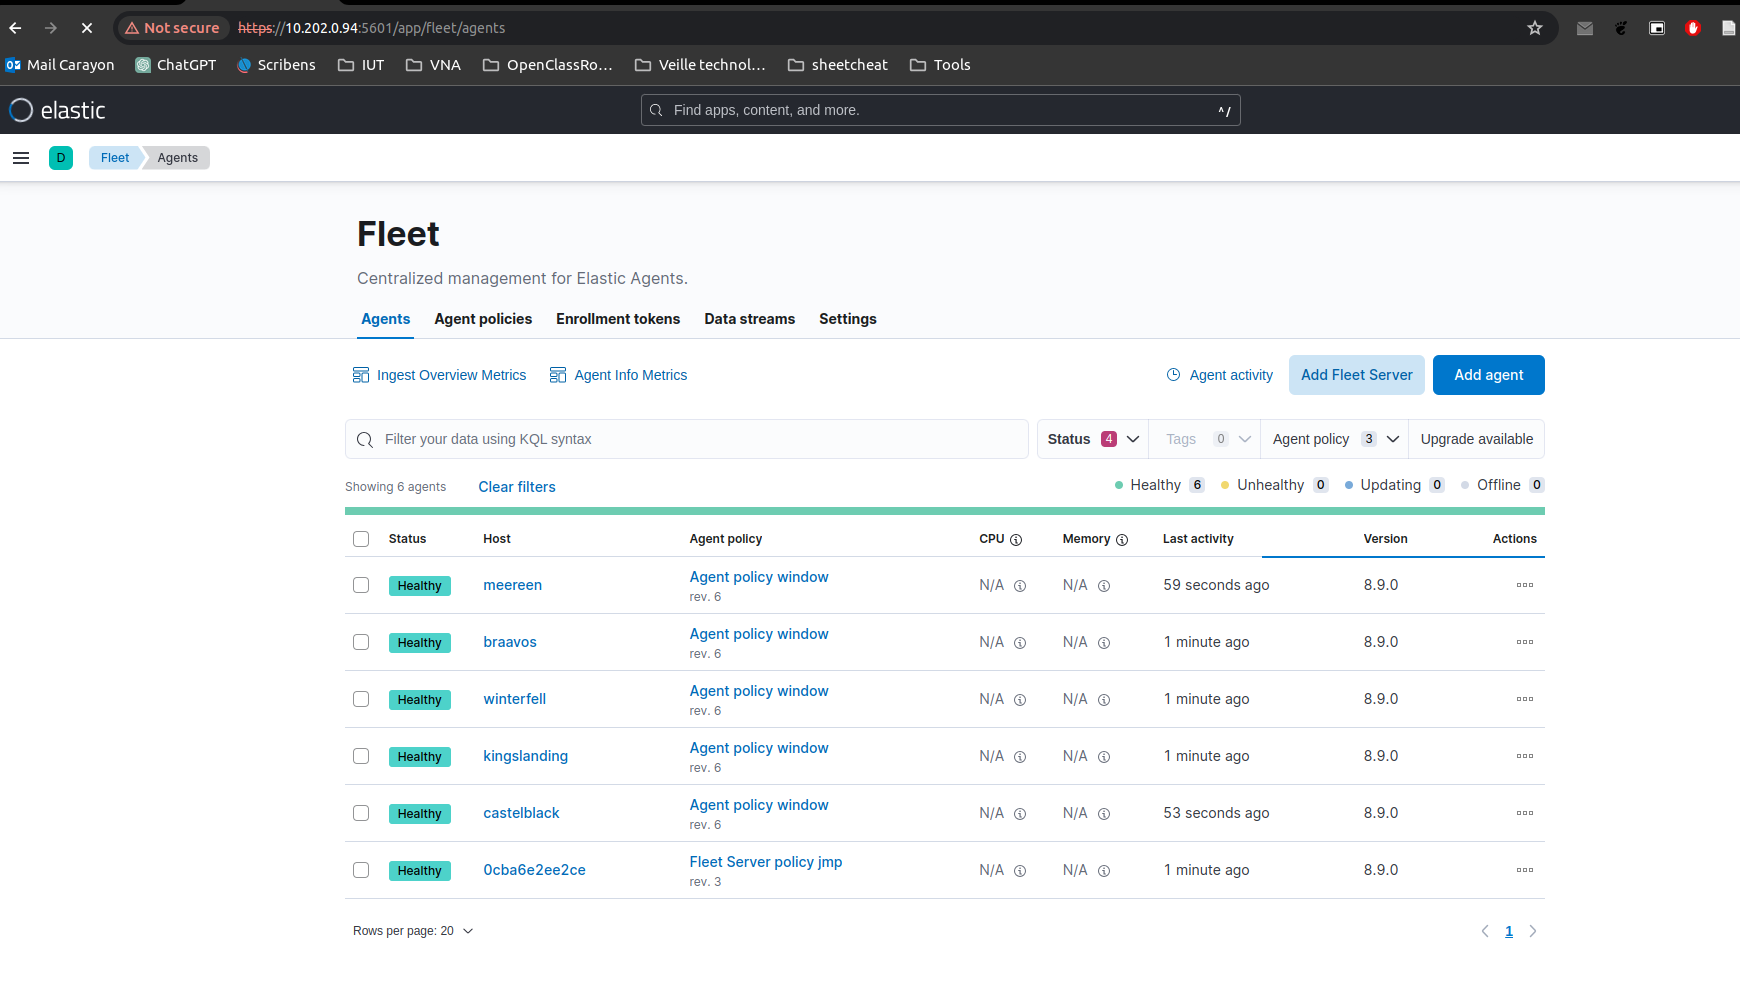 Not secure https://10.202.0.94:5601/app/fleet/agents
Mail Carayon ChatGPT Scribens IUT VNA OpenClassRo... Veille technol... sheetcheat Tools
elastic Find apps, content, and more. ^/
D Fleet Agents
Fleet
Centralized management for Elastic Agents.
Agents Agent policies Enrollment tokens Data streams Settings
Ingest Overview Metrics Agent Info Metrics Agent activity Add Fleet Server Add agent
Filter your data using KQL syntax Status 4 Tags 0 Agent policy 3 Upgrade available
Showing 6 agents Clear filters Healthy 6 Unhealthy 0 Updating 0 Offline 0
Status Host Agent policy CPU Memory Last activity Version Actions
Healthy meereen Agent policy window N/A N/A 59 seconds ago 8.9.0
rev. 6
Healthy braavos Agent policy window N/A N/A 1 minute ago 8.9.0
rev. 6
Healthy winterfell Agent policy window N/A N/A 1 minute ago 8.9.0
rev. 6
Healthy kingslanding Agent policy window N/A N/A 1 minute ago 8.9.0
rev. 6
Healthy castelblack Agent policy window N/A N/A 53 seconds ago 8.9.0
rev. 6
Healthy 0cba6e2ee2ce Fleet Server policy jmp N/A N/A 1 minute ago 8.9.0
rev. 3
Rows per page: 20 1